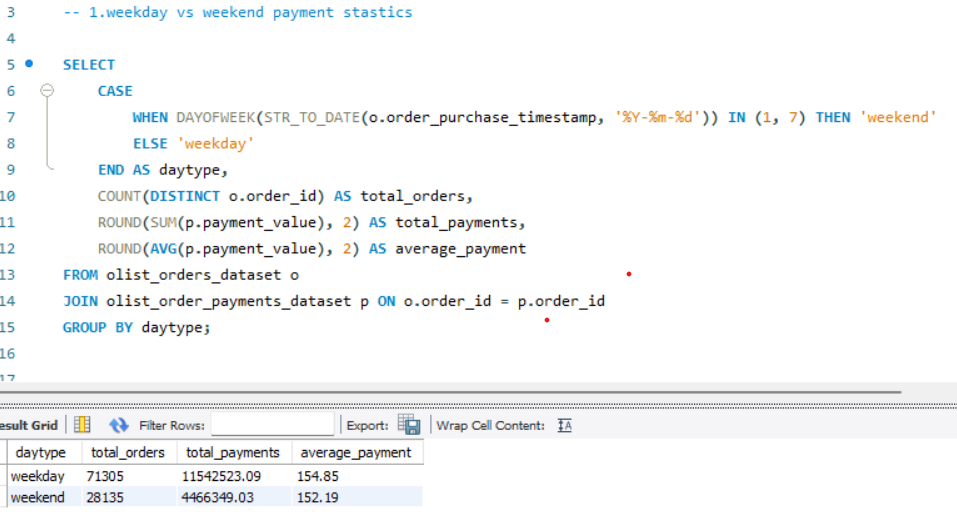 3 -- 1.weekday vs weekend payment stastics
4
5 SELECT
6 CASE
7 WHEN DAYOFWEEK(STR_TO_DATE(o.order_purchase_timestamp, '%Y-%m-%d')) IN (1, 7) THEN 'weekend'
8 ELSE 'weekday'
9 END AS daytype,
10 COUNT(DISTINCT o.order_id) AS total_orders,
11 ROUND(SUM(p.payment_value), 2) AS total_payments,
12 ROUND(AVG(p.payment_value), 2) AS average_payment
13 FROM olist_orders_dataset o
14 JOIN olist_order_payments_dataset p ON o.order_id = p.order_id
15 GROUP BY daytype;
16
17
esult Grid Filter Rows: Export: Wrap Cell Content: IA
daytype total_orders total_payments average_payment
weekday 71305 11542523.09 154.85
weekend 28135 4466349.03 152.19